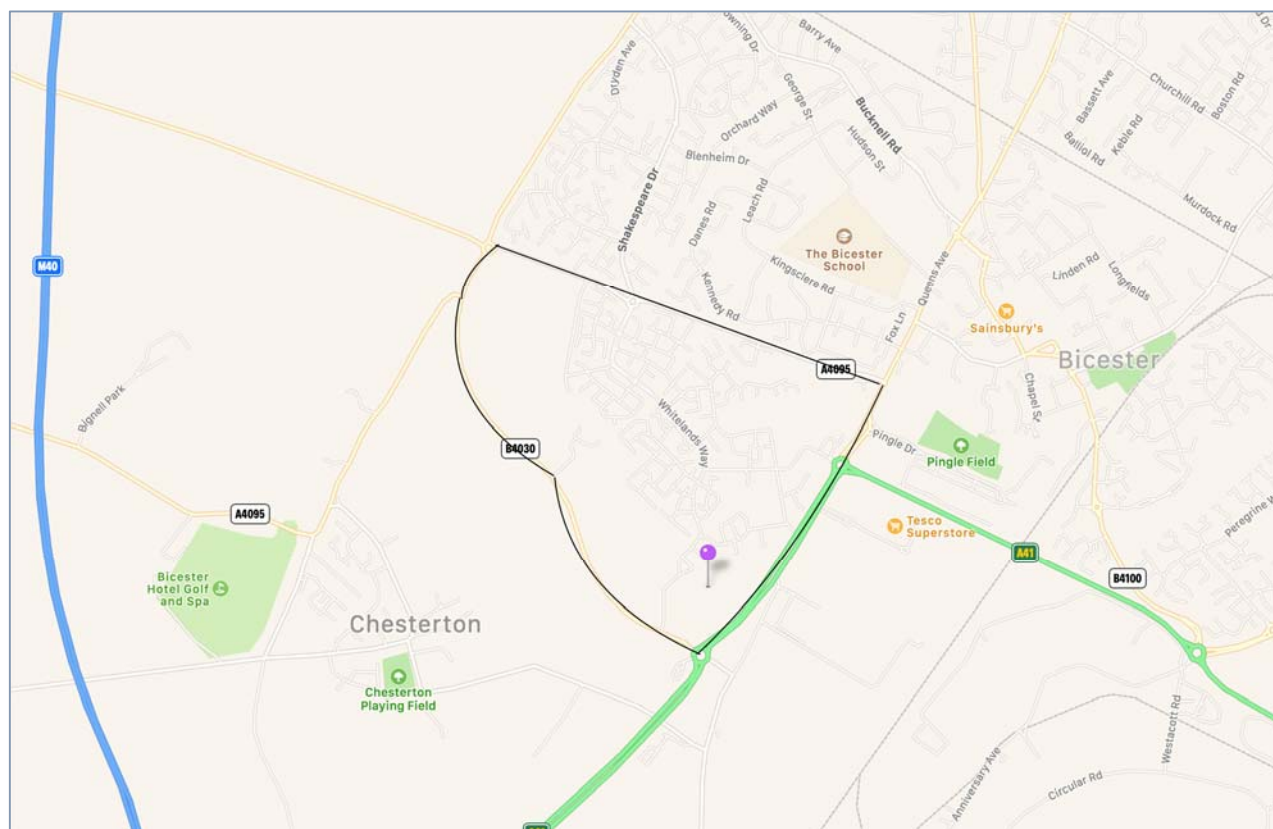 Dryden Ave
Barry Ave
George St
Bucknell Rd
Churchill Rd
Boston Rd
Bassett Ave
Keble Rd
Balliol Rd
Orchard Way
Hudson St
Blenheim Dr
Shakespeare Dr
Leach Rd
Danes Rd
Murdock Rd
The Bicester
School
Queens Ave
Linden Rd
Longfields
M40
Kingsclere Rd
Kennedy Rd
Fox Ln
Sainsbury's
Bicester
A4095
Chapel St
Bignell Park
Whitelands Way
B4030
Pingle Dr
Pingle Field
A4095
Tesco
Superstore
A41
B4100
Bicester
Hotel Golf
and Spa
Chesterton
Chesterton
Playing Field
Westacott Rd
Anniversary Ave
Circular Rd